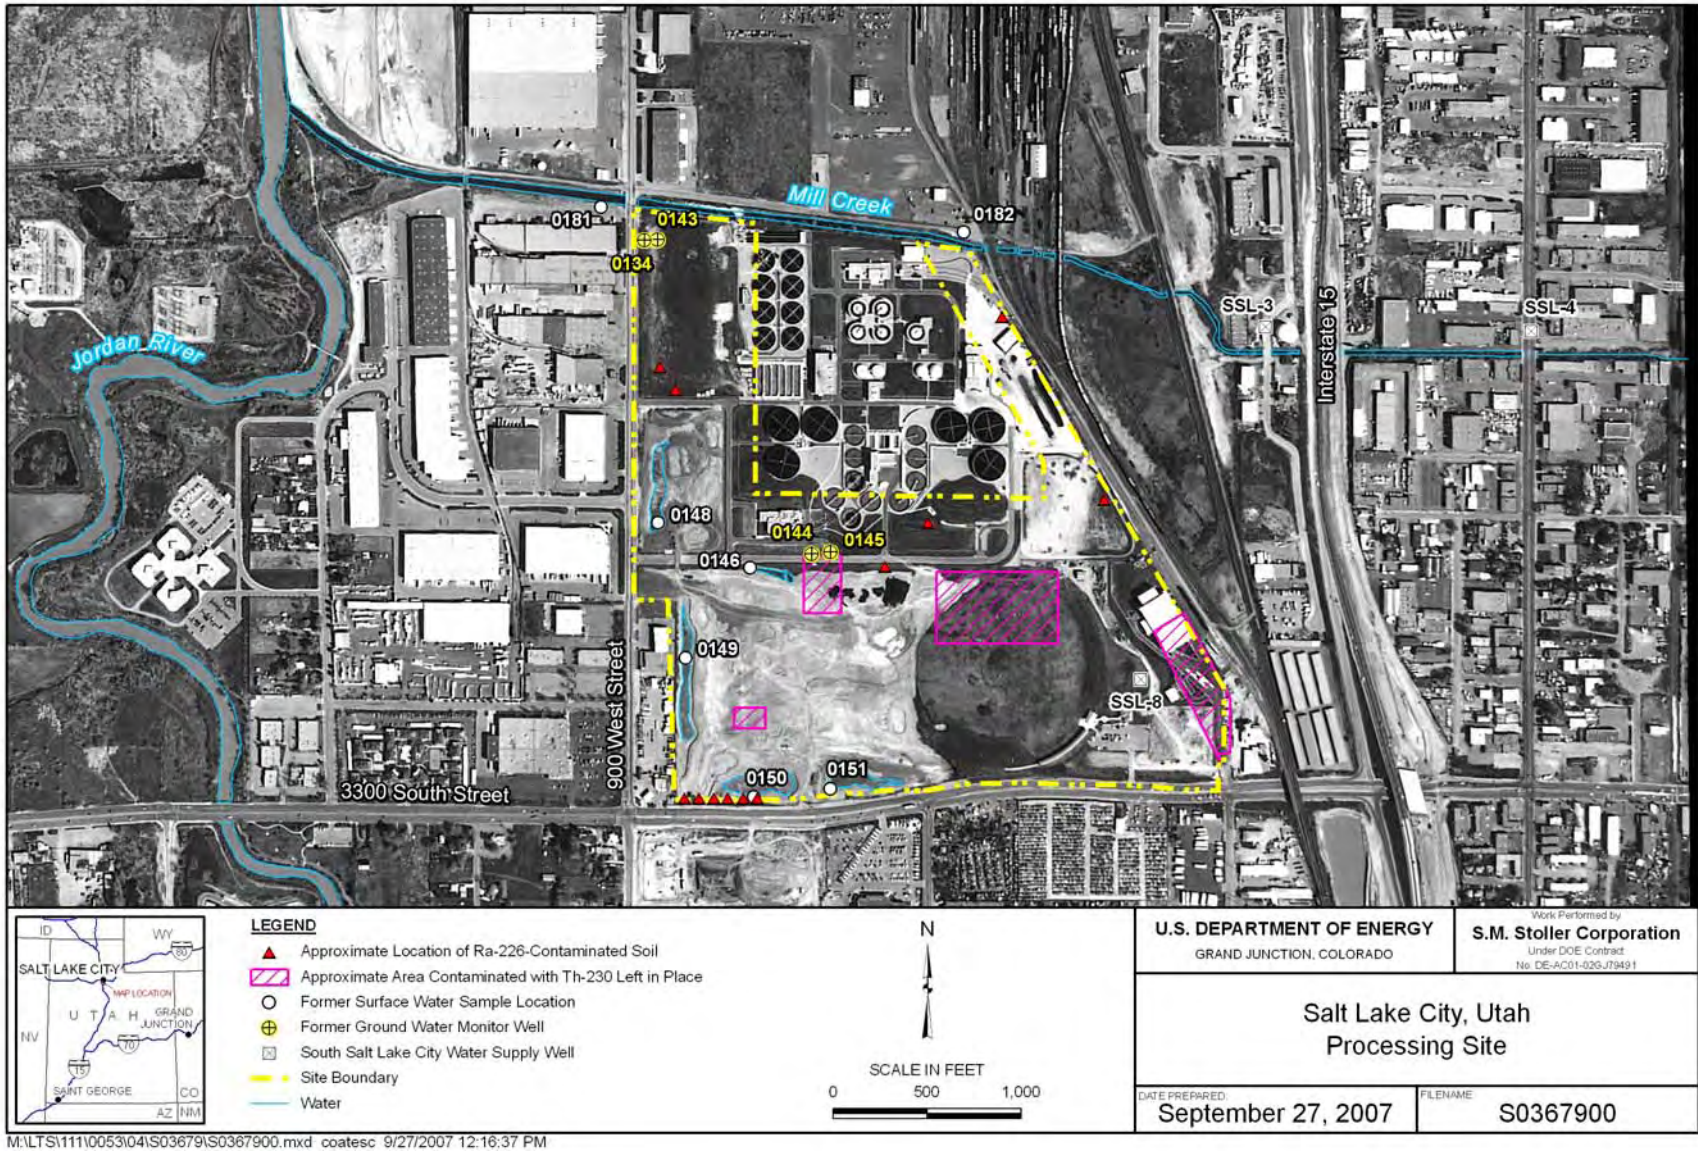 Mill Creek
0182
0181
0143
0134
SSL-3
SSL-4
Jordan River
Interstate 15
0148
0144
0145
0146
0149
900 West Street
SSL-8
0150
0151
3300 South Street
ID
WY
80
SALT LAKE CITY
MAP LOCATION
UTAH
GRAND
JUNCTION
NV
70
15
SAINT GEORGE
CO
AZ
NM
LEGEND
Approximate Location of Ra-226-Contaminated Soil
Approximate Area Contaminated with Th-230 Left in Place
Former Surface Water Sample Location
Former Ground Water Monitor Well
South Salt Lake City Water Supply Well
Site Boundary
Water
N
SCALE IN FEET
0 500 1,000
U.S. DEPARTMENT OF ENERGY
GRAND JUNCTION, COLORADO
Work Performed by
S.M. Stoller Corporation
Under DOE Contract
No. DE-AC01-02GJ79491
Salt Lake City, Utah
Processing Site
DATE PREPARED:
September 27, 2007
FILENAME
S0367900
M:\LTS\111\0053\04\S03679\S0367900.mxd coatesc 9/27/2007 12:16:37 PM